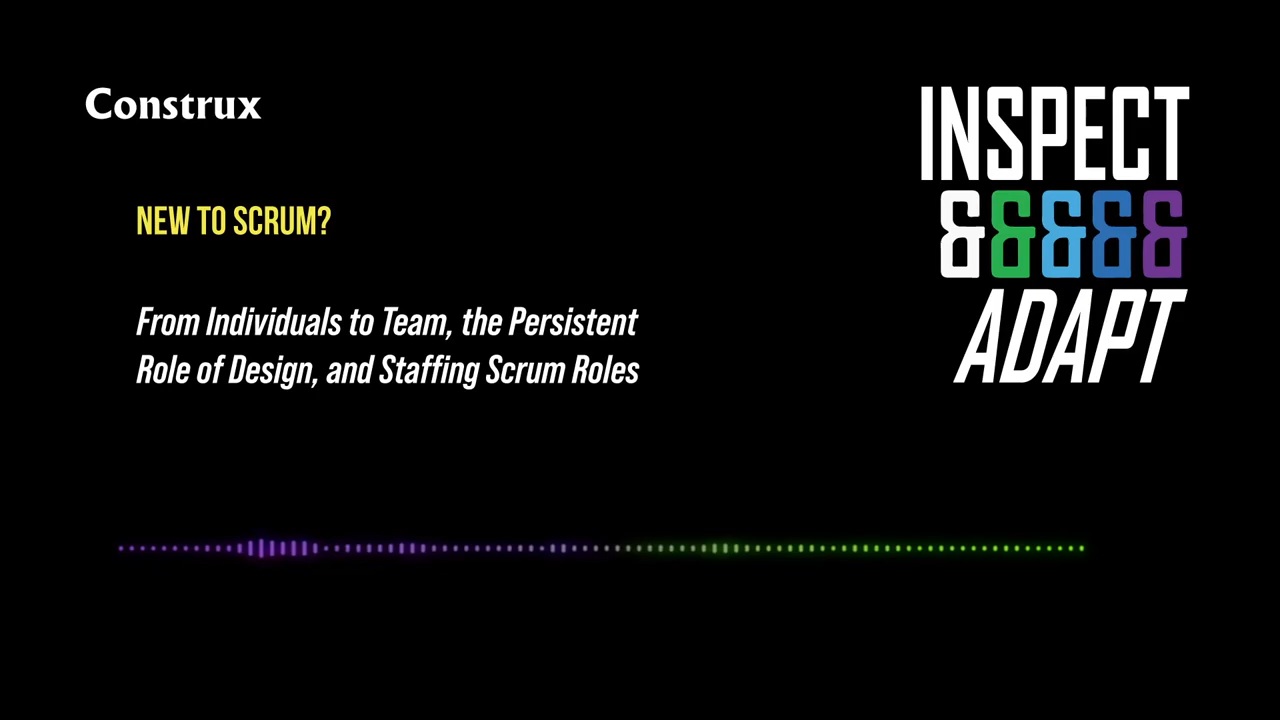 Construx
NEW TO SCRUM?
From Individuals to Team, the Persistent
Role of Design, and Staffing Scrum Roles
INSPECT
&&&&&
ADAPT